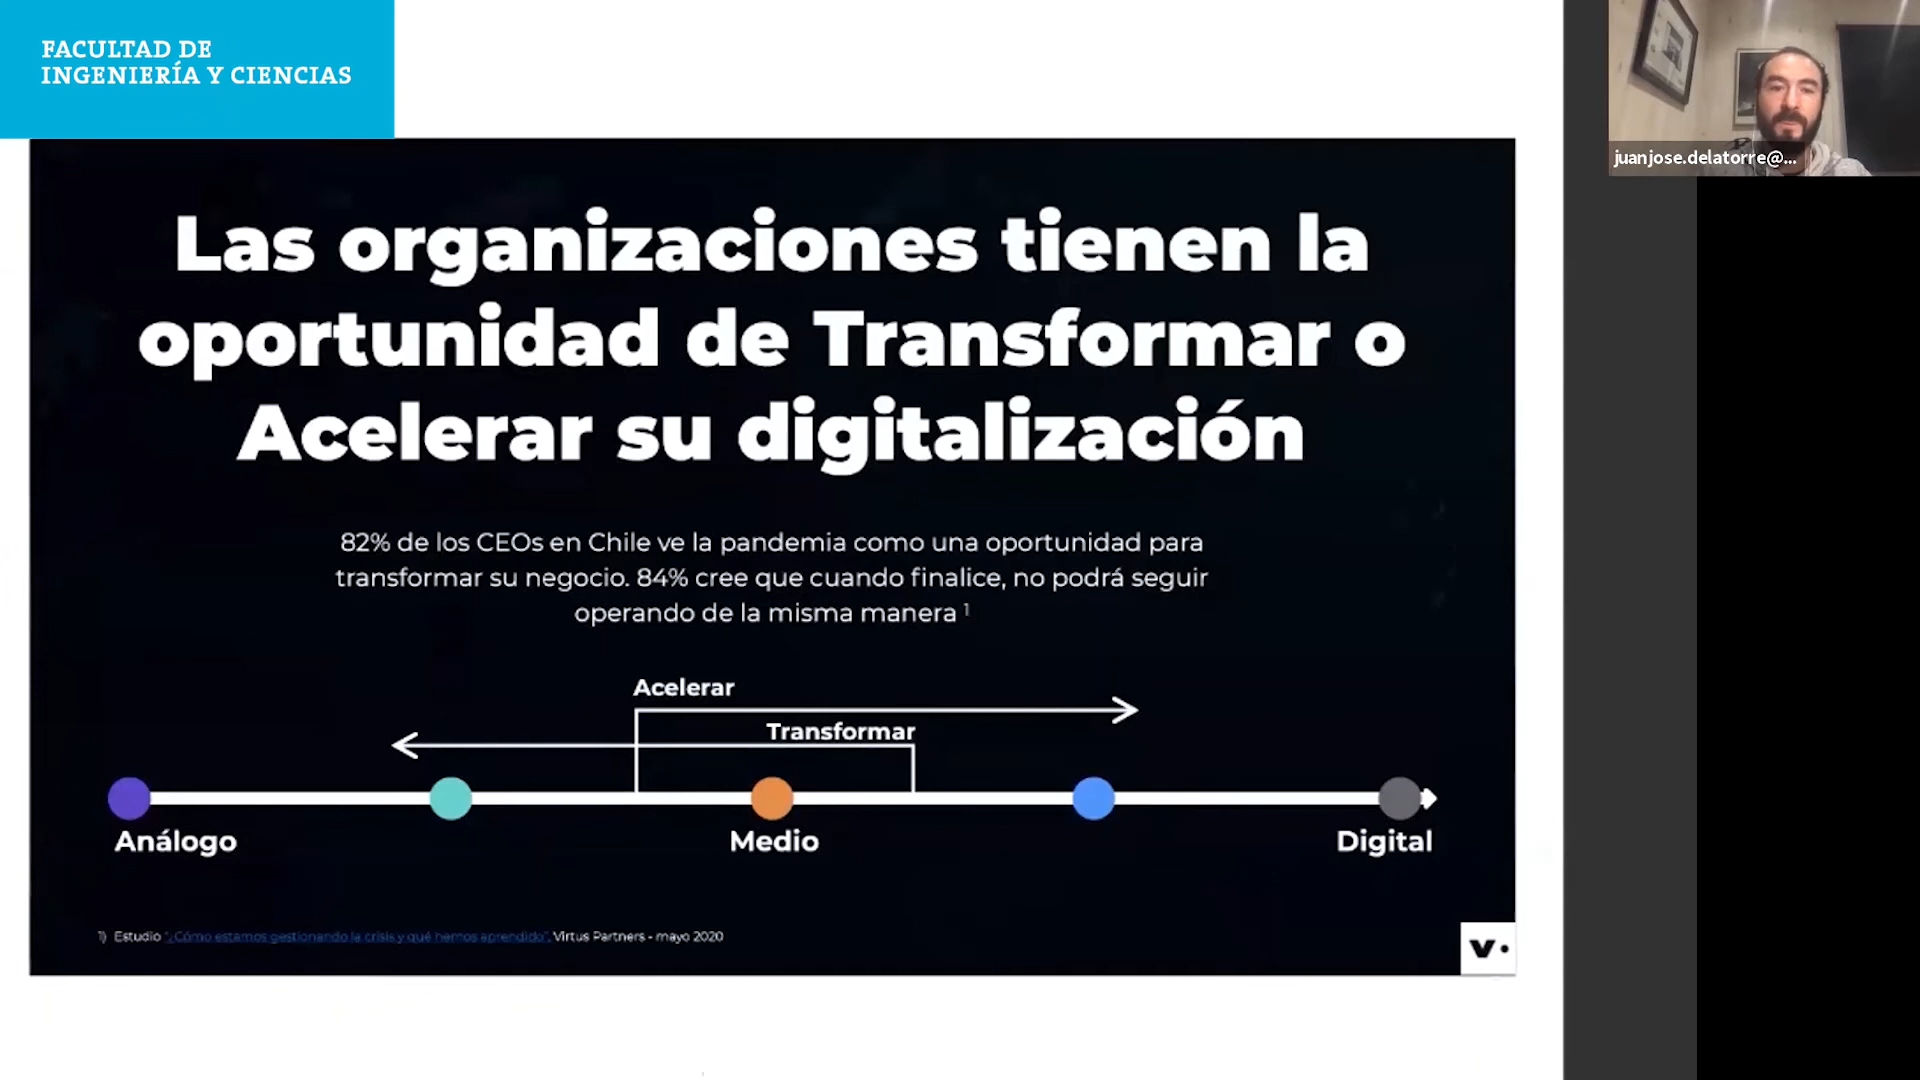 FACULTAD DE
INGENIERÍA Y CIENCIAS
juanjose.delatorre@...
Las organizaciones tienen la
oportunidad de Transformar o
Acelerar su digitalización
82% de los CEOs en Chile ve la pandemia como una oportunidad para
transformar su negocio. 84% cree que cuando finalice, no podrá seguir
operando de la misma manera ¹
Acelerar
Transformar
Análogo
Medio
Digital
1) Estudio "¿Cómo estamos gestionando la crisis y qué hemos aprendido". Virtus Partners - mayo 2020
v.